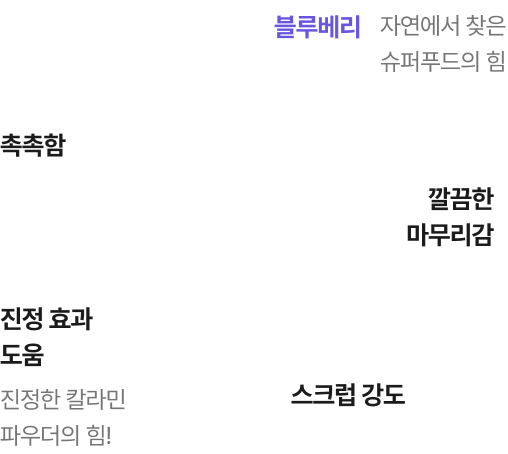 블루베리 자연에서 찾은
슈퍼푸드의 힘
촉촉함
깔끔한
마무리감
진정 효과
도움
진정한 칼라민
파우더의 힘!
스크럽 강도